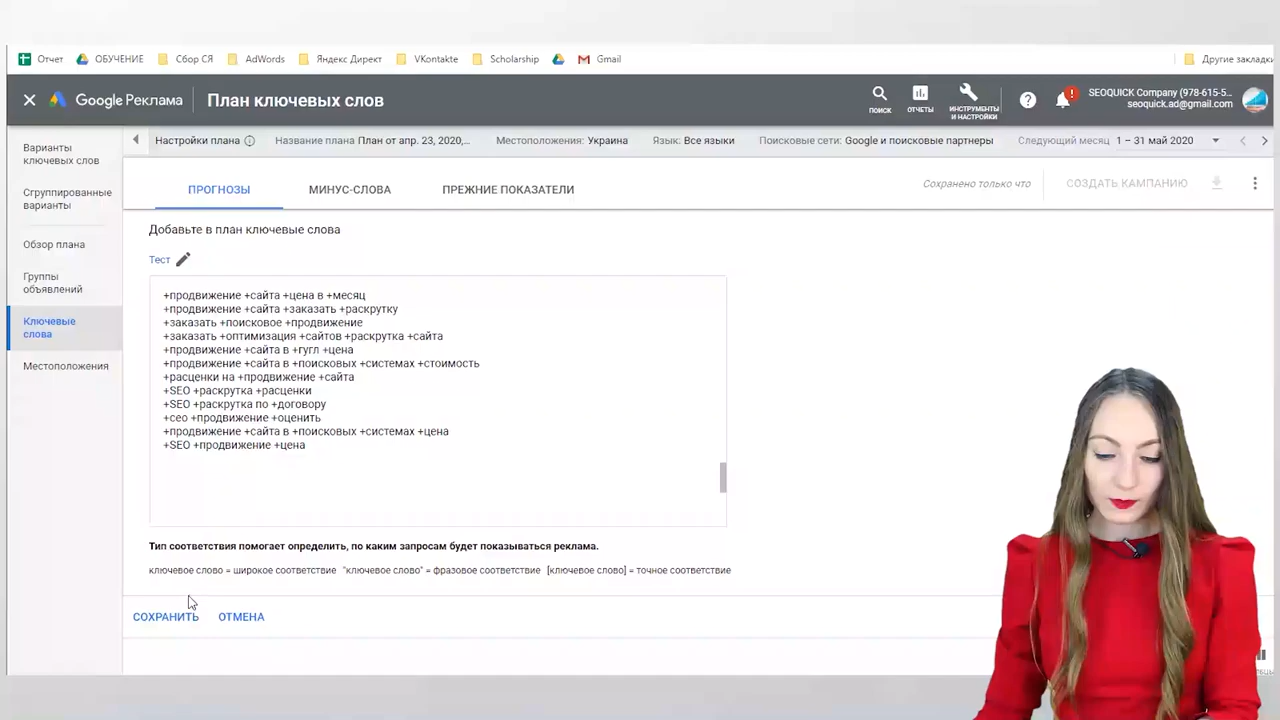 Отчет ОБУЧЕНИЕ Сбор СЯ AdWords Яндекс Директ VKontakte Scholarship Gmail Другие закладки
Google Реклама План ключевых слов ПОИСК ОТЧЕТЫ ИНСТРУМЕНТЫ И НАСТРОЙКИ ? ! SEOQUICK Company (978-615-5...
seoquick.ad@gmail.com
Варианты ключевых слов
Сгруппированные варианты
Обзор плана
Группы объявлений
Ключевые слова
Местоположения
Настройки плана Название плана План от апр. 23, 2020,... Местоположения: Украина Язык: Все языки Поисковые сети: Google и поисковые партнеры Следующий месяц 1 – 31 май 2020
ПРОГНОЗЫ МИНУС-СЛОВА ПРЕЖНИЕ ПОКАЗАТЕЛИ Сохранено только что СОЗДАТЬ КАМПАНИЮ
Добавьте в план ключевые слова
Тест
+продвижение +сайта +цена в +месяц
+продвижение +сайта +заказать +раскрутку
+заказать +поисковое +продвижение
+заказать +оптимизация +сайтов +раскрутка +сайта
+продвижение +сайта в +гугл +цена
+продвижение +сайта в +поисковых +системах +стоимость
+расценки на +продвижение +сайта
+SEO +раскрутка +расценки
+SEO +раскрутка по +договору
+сео +продвижение +оценить
+продвижение +сайта в +поисковых +системах +цена
+SEO +продвижение +цена
Тип соответствия помогает определить, по каким запросам будет показываться реклама.
ключевое слово = широкое соответствие "ключевое слово" = фразовое соответствие [ключевое слово] = точное соответствие
СОХРАНИТЬ ОТМЕНА